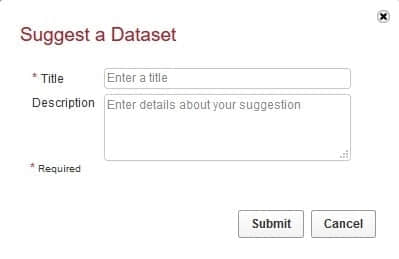 Suggest a Dataset
* Title
Enter a title
Description
Enter details about your suggestion
* Required
Submit
Cancel